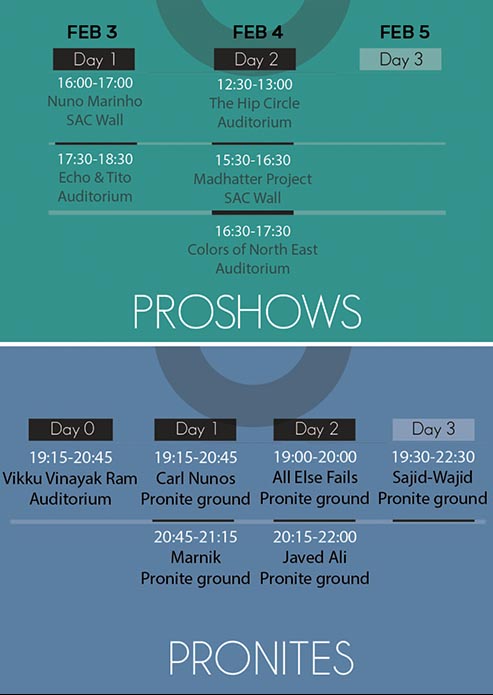 FEB 3
Day 1
16:00-17:00
Nuno Marinho
SAC Wall
17:30-18:30
Echo & Tito
Auditorium
FEB 4
Day 2
12:30-13:00
The Hip Circle
Auditorium
15:30-16:30
Madhatter Project
SAC Wall
16:30-17:30
Colors of North East
Auditorium
FEB 5
Day 3
PROSHOWS
Day 0
19:15-20:45
Vikku Vinayak Ram
Auditorium
Day 1
19:15-20:45
Carl Nunos
Pronite ground
20:45-21:15
Marnik
Pronite ground
Day 2
19:00-20:00
All Else Fails
Pronite ground
20:15-22:00
Javed Ali
Pronite ground
Day 3
19:30-22:30
Sajid-Wajid
Pronite ground
PRONITES